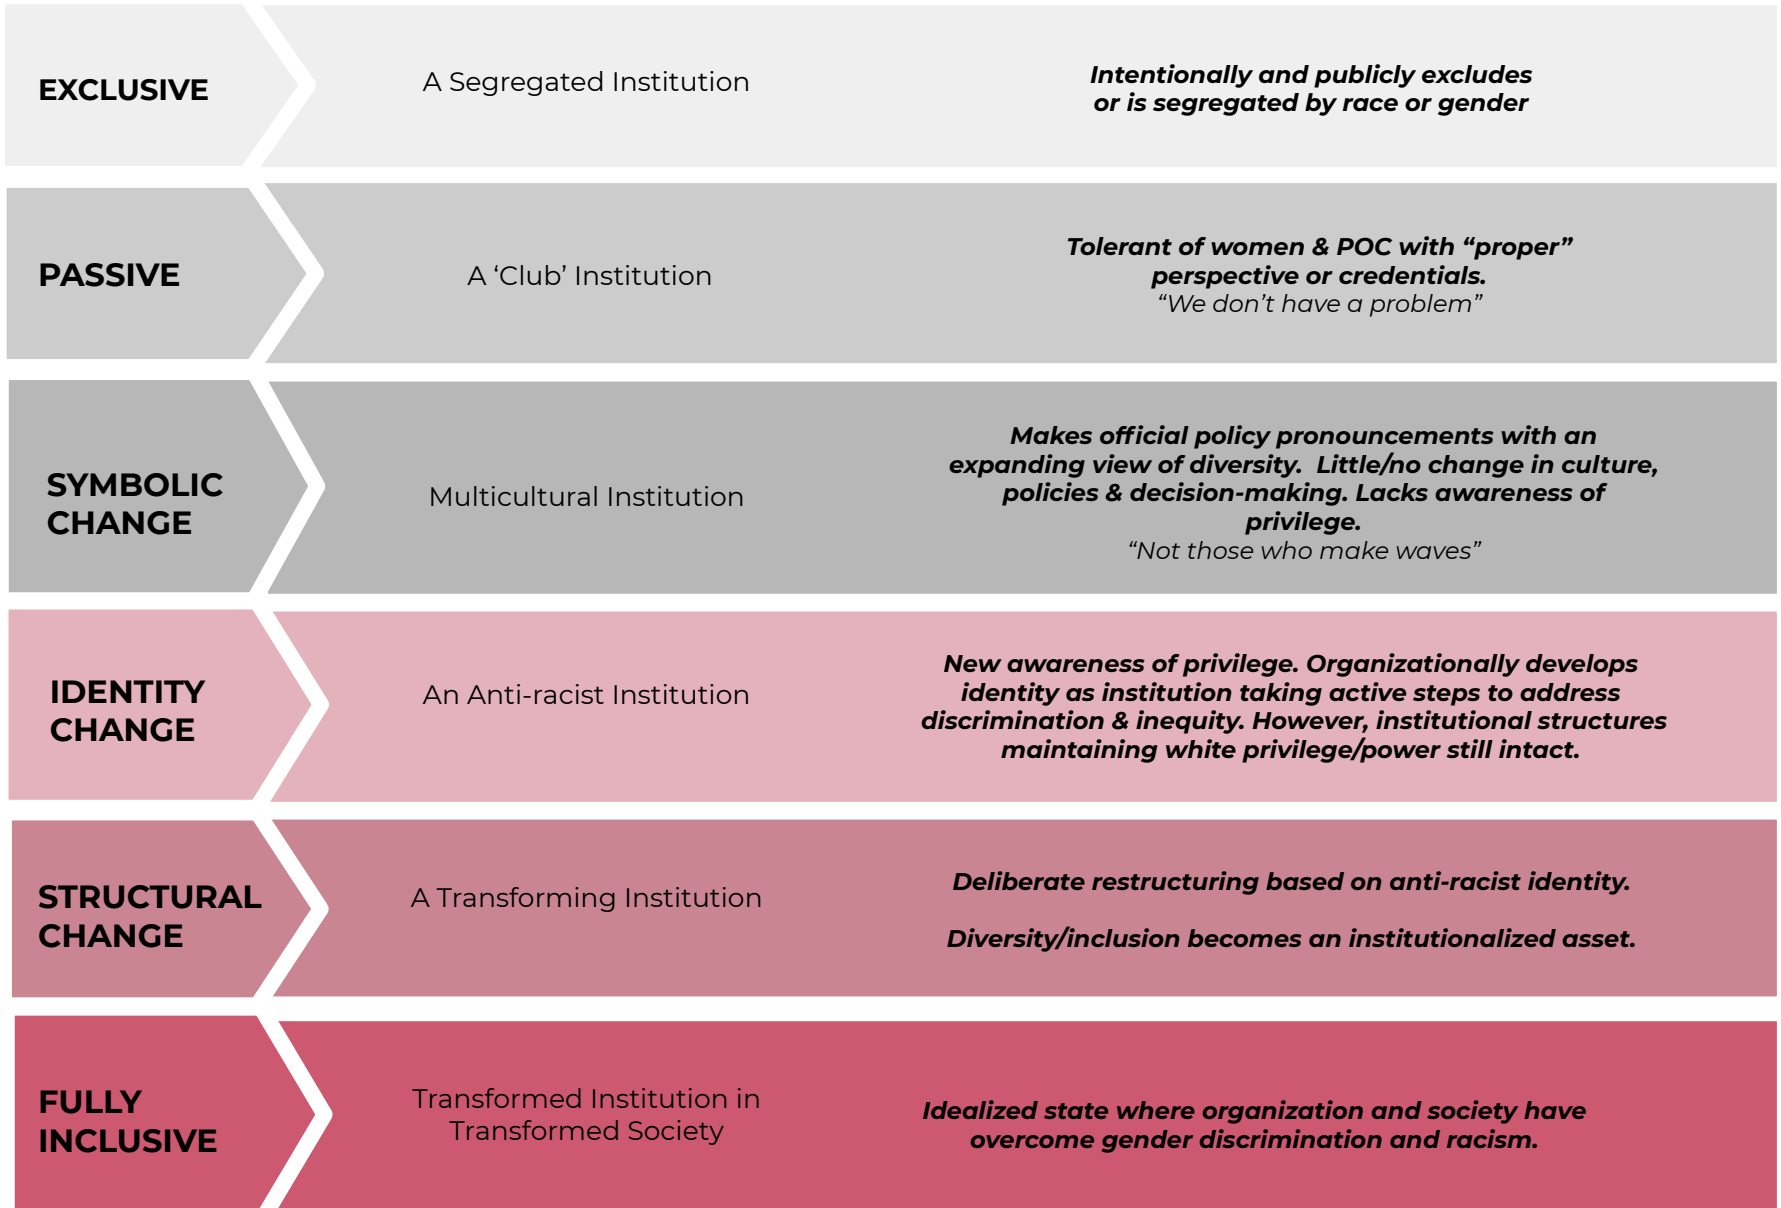 EXCLUSIVE
A Segregated Institution
Intentionally and publicly excludes
or is segregated by race or gender
PASSIVE
A ‘Club’ Institution
Tolerant of women & POC with “proper”
perspective or credentials.
“We don’t have a problem”
SYMBOLIC
CHANGE
Multicultural Institution
Makes official policy pronouncements with an
expanding view of diversity.  Little/no change in culture,
policies & decision-making. Lacks awareness of
privilege.
“Not those who make waves”
IDENTITY
CHANGE
An Anti-racist Institution
New awareness of privilege. Organizationally develops
identity as institution taking active steps to address
discrimination & inequity. However, institutional structures
maintaining white privilege/power still intact.
STRUCTURAL
CHANGE
A Transforming Institution
Deliberate restructuring based on anti-racist identity.
Diversity/inclusion becomes an institutionalized asset.
FULLY
INCLUSIVE
Transformed Institution in
Transformed Society
Idealized state where organization and society have
overcome gender discrimination and racism.